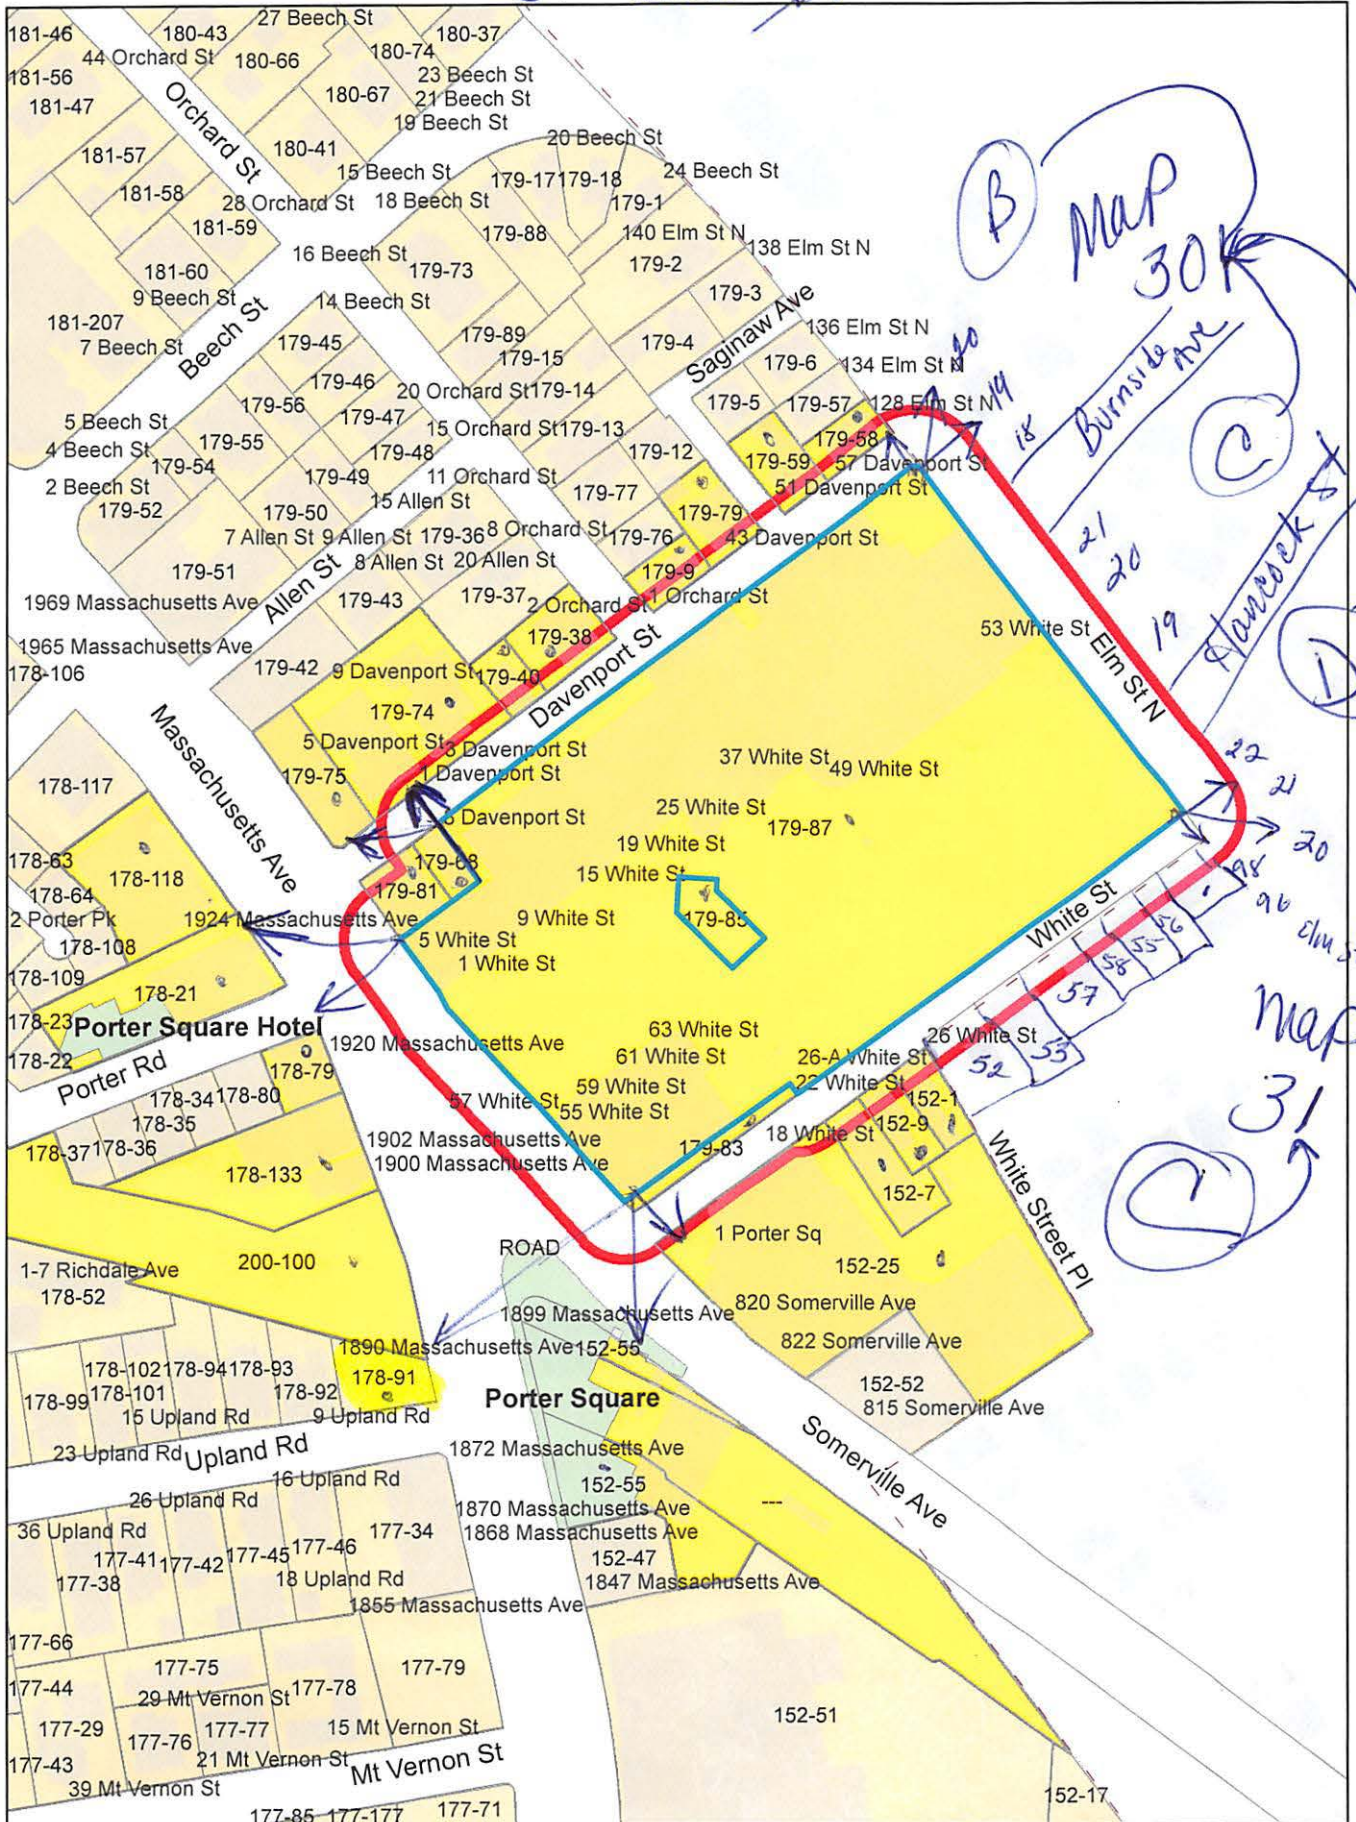 27 Beech St
181-46
180-43
180-37
44 Orchard St
180-66
180-74
23 Beech St
181-56
180-67
21 Beech St
181-47
Orchard St
19 Beech St
180-41
20 Beech St
181-57
15 Beech St
179-17
179-18
24 Beech St
181-58
28 Orchard St
18 Beech St
179-1
181-59
179-88
140 Elm St N
16 Beech St
138 Elm St N
181-60
179-73
179-2
9 Beech St
14 Beech St
179-3
Beech St
Saginaw Ave
181-207
7 Beech St
179-45
179-89
179-4
136 Elm St N
179-15
179-6
134 Elm St N
179-46
20 Orchard St
179-14
179-56
179-5
179-57
128 Elm St N
5 Beech St
179-47
15 Orchard St
179-13
179-58
4 Beech St
179-55
179-48
179-12
179-59
57 Davenport St
179-54
11 Orchard St
51 Davenport St
2 Beech St
179-49
179-77
179-52
15 Allen St
179-79
179-50
7 Allen St
9 Allen St
179-36
8 Orchard St
179-76
43 Davenport St
8 Allen St
20 Allen St
179-51
179-9
Allen St
1969 Massachusetts Ave
179-43
179-37
2 Orchard St
1 Orchard St
1965 Massachusetts Ave
179-38
53 White St
Elm St N
178-106
179-42
9 Davenport St
179-40
Davenport St
179-74
Massachusetts Ave
5 Davenport St
3 Davenport St
37 White St
49 White St
179-75
1 Davenport St
178-117
25 White St
8 Davenport St
179-87
19 White St
178-63
179-68
15 White St
178-118
179-81
178-64
2 Porter Pk
1924 Massachusetts Ave
9 White St
179-85
White St
178-108
5 White St
1 White St
178-109
178-21
178-23
Porter Square Hotel
63 White St
26 White St
1920 Massachusetts Ave
61 White St
26-A White St
178-22
Porter Rd
178-79
59 White St
22 White St
178-34
178-80
57 White St
55 White St
152-1
178-35
18 White St
152-9
178-37
178-36
1902 Massachusetts Ave
179-83
1900 Massachusetts Ave
White Street Pl
178-133
152-7
1 Porter Sq
ROAD
152-25
1-7 Richdale Ave
200-100
178-52
1899 Massachusetts Ave
820 Somerville Ave
1890 Massachusetts Ave
152-55
822 Somerville Ave
178-102
178-94
178-93
178-91
178-99
178-101
178-92
Porter Square
152-52
15 Upland Rd
9 Upland Rd
815 Somerville Ave
23 Upland Rd
Upland Rd
1872 Massachusetts Ave
Somerville Ave
16 Upland Rd
26 Upland Rd
152-55
---
1870 Massachusetts Ave
36 Upland Rd
177-34
1868 Massachusetts Ave
177-41
177-42
177-45
177-46
152-47
177-38
18 Upland Rd
1847 Massachusetts Ave
1855 Massachusetts Ave
177-66
177-75
177-79
177-44
29 Mt Vernon St
177-78
152-51
177-29
177-76
177-77
15 Mt Vernon St
177-43
21 Mt Vernon St
Mt Vernon St
39 Mt Vernon St
152-17
177-85
177-177
177-71
B
Map
30
20
19
18
Burnside Ave
C
21
20
19
Hancock St
D
22
21
20
98
96 Elm S
56
55
58
57
53
52
Map
31
C